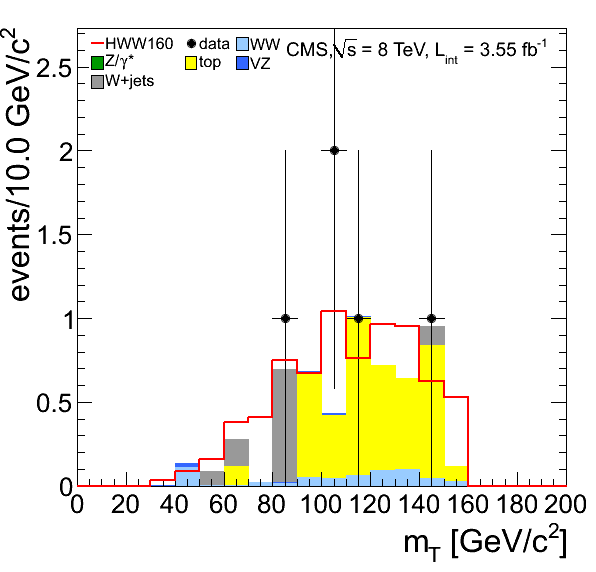 HWW160 data WW
Z/γ* top VZ
W+jets
CMS,√s = 8 TeV, L_int = 3.55 fb⁻¹
events/10.0 GeV/c²
2.5
2
1.5
1
0.5
0
0 20 40 60 80 100 120 140 160 180 200
m_T [GeV/c²]